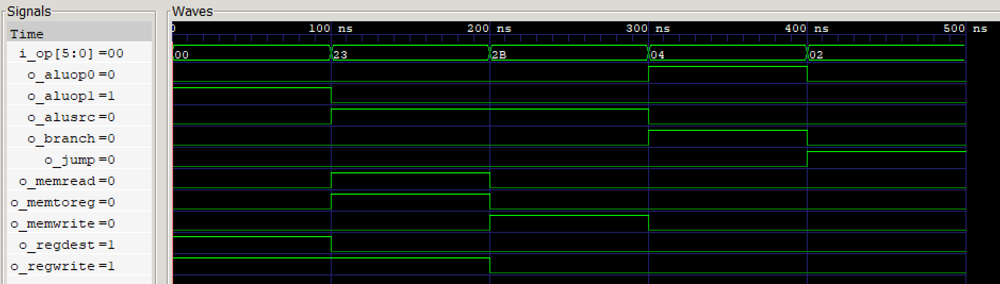 Signals
Waves
Time
0 100 ns 200 ns 300 ns 400 ns 500 ns
i_op[5:0] =00
00 23 2B 04 02
o_aluop0 =0
o_aluop1 =1
o_alusrc =0
o_branch =0
o_jump =0
o_memread =0
o_memtoreg =0
o_memwrite =0
o_regdest =1
o_regwrite =1